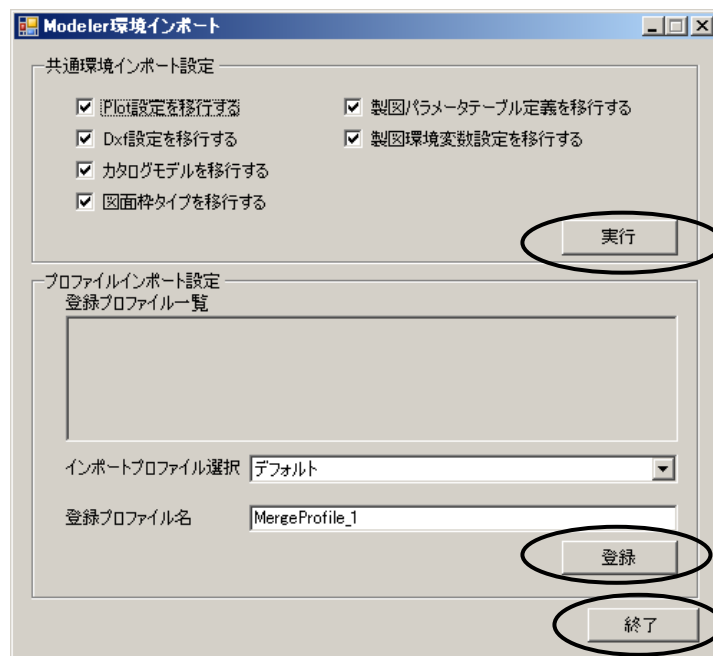 Modeler環境インポート
共通環境インポート設定
Plot設定を移行する
製図パラメータテーブル定義を移行する
Dxf設定を移行する
製図環境変数設定を移行する
カタログモデルを移行する
図面枠タイプを移行する
実行
プロファイルインポート設定
登録プロファイル一覧
インポートプロファイル選択 デフォルト
登録プロファイル名 MergeProfile_1
登録
終了